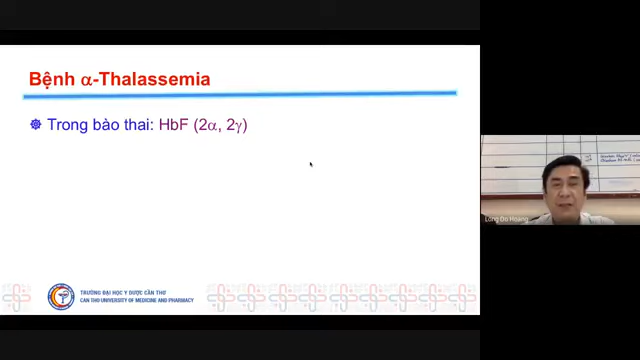 Bệnh α-Thalassemia
Trong bào thai: HbF (2α, 2γ)
TRƯỜNG ĐẠI HỌC Y DƯỢC CẦN THƠ
CAN THO UNIVERSITY OF MEDICINE AND PHARMACY
Long Do Hoang